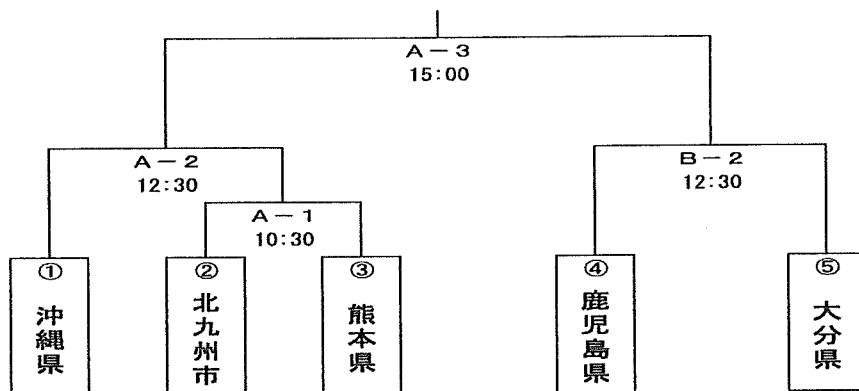 A－3
15:00
A－2
12:30
B－2
12:30
A－1
10:30
①
沖縄県
②
北九州市
③
熊本県
④
鹿児島県
⑤
大分県